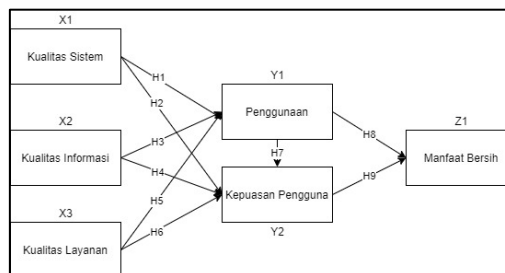 X1
Kualitas Sistem
H1
H2
Y1
Penggunaan
X2
Kualitas Informasi
H3
H4
H7
H8
Z1
Manfaat Bersih
H5
H6
H9
Kepuasan Pengguna
Y2
X3
Kualitas Layanan